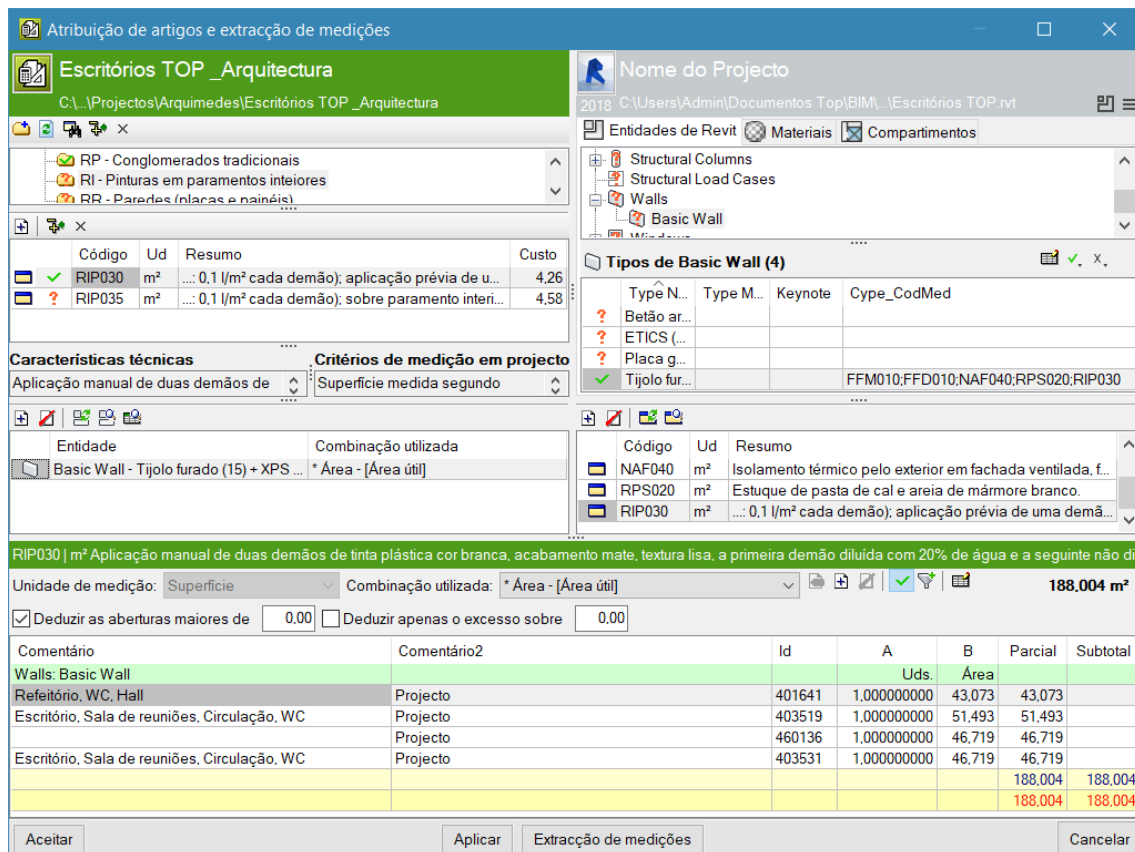 Atribuição de artigos e extracção de medições
Escritórios TOP _Arquitectura
C:\...\Projectos\Arquimedes\Escritórios TOP _Arquitectura
Nome do Projecto
2018 C:\Users\Admin\Documentos Top\BIM\...\Escritórios TOP.rvt
Entidades de Revit Materiais Compartimentos
RP - Conglomerados tradicionais
RI - Pinturas em paramentos inteiores
RR - Paredes (placas e painéis)
Structural Columns
Structural Load Cases
Walls
Basic Wall
Windows
Código Ud Resumo Custo
RIP030 m² ...: 0,1 l/m² cada demão); aplicação prévia de u... 4,26
RIP035 m² ...: 0,1 l/m² cada demão); sobre paramento interi... 4,58
Tipos de Basic Wall (4)
Type N... Type M... Keynote Cype_CodMed
Betão ar...
ETICS (...
Placa g...
Tijolo fur... FFM010;FFD010;NAF040;RPS020;RIP030
Características técnicas
Aplicação manual de duas demãos de
Critérios de medição em projecto
Superfície medida segundo
Entidade Combinação utilizada
Basic Wall - Tijolo furado (15) + XPS ... * Área - [Área útil]
Código Ud Resumo
NAF040 m² Isolamento térmico pelo exterior em fachada ventilada, f...
RPS020 m² Estuque de pasta de cal e areia de mármore branco.
RIP030 m² ...: 0,1 l/m² cada demão); aplicação prévia de uma demã...
RIP030 | m² Aplicação manual de duas demãos de tinta plástica cor branca, acabamento mate, textura lisa, a primeira demão diluída com 20% de água e a seguinte não di
Unidade de medição: Superfície Combinação utilizada: * Área - [Área útil] 188,004 m²
Deduzir as aberturas maiores de 0,00 Deduzir apenas o excesso sobre 0,00
Comentário Comentário2 Id A B Parcial Subtotal
Walls: Basic Wall Uds. Área
Refeitório, WC, Hall Projecto 401641 1,000000000 43,073 43,073
Escritório, Sala de reuniões, Circulação, WC Projecto 403519 1,000000000 51,493 51,493
Projecto 460136 1,000000000 46,719 46,719
Escritório, Sala de reuniões, Circulação, WC Projecto 403531 1,000000000 46,719 46,719
188,004 188,004
188,004 188,004
Aceitar Aplicar Extracção de medições Cancelar